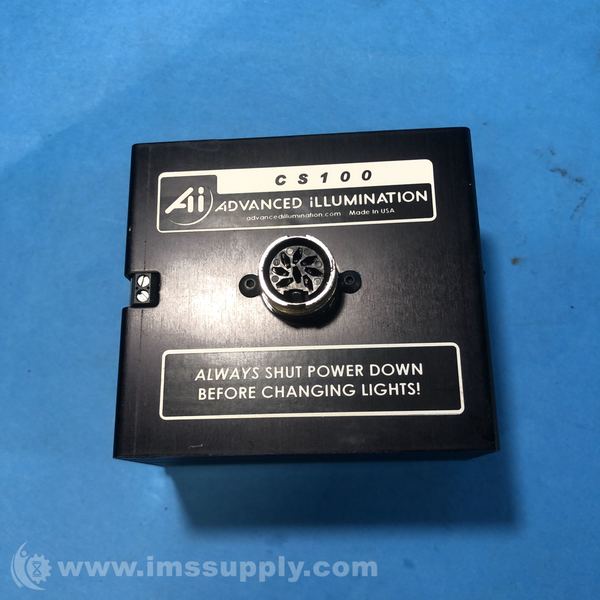 CS100
Ai ADVANCED iLLUMINATION
advancedillumination.com Made In USA
ALWAYS SHUT POWER DOWN
BEFORE CHANGING LIGHTS!
www.imssupply.com